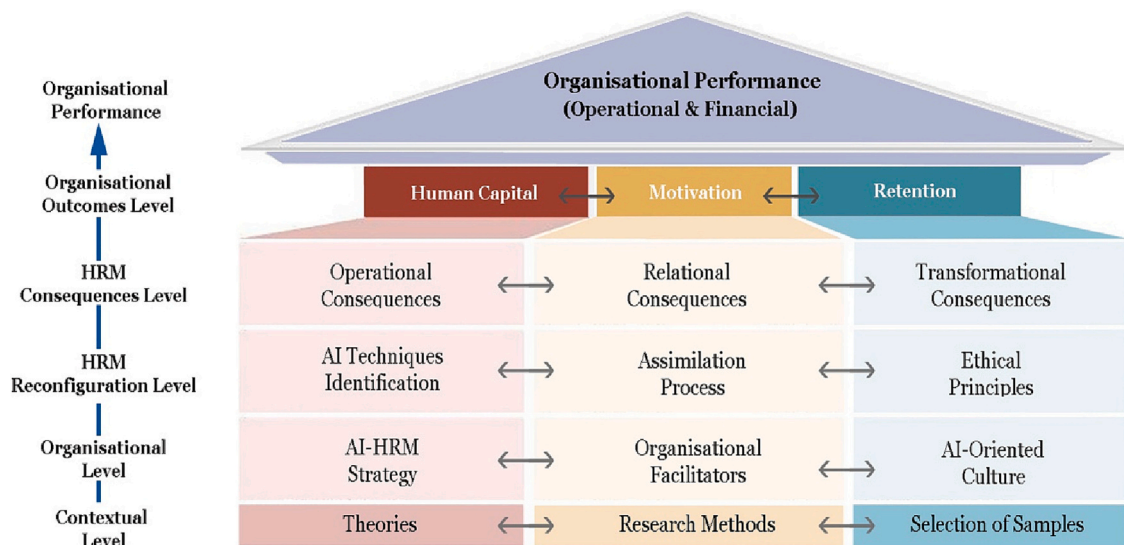 Organisational
Performance
Organisational Performance
(Operational & Financial)
Organisational
Outcomes Level
Human Capital
Motivation
Retention
HRM
Consequences Level
Operational
Consequences
Relational
Consequences
Transformational
Consequences
HRM
Reconfiguration Level
AI Techniques
Identification
Assimilation
Process
Ethical
Principles
Organisational
Level
AI-HRM
Strategy
Organisational
Facilitators
AI-Oriented
Culture
Contextual
Level
Theories
Research Methods
Selection of Samples